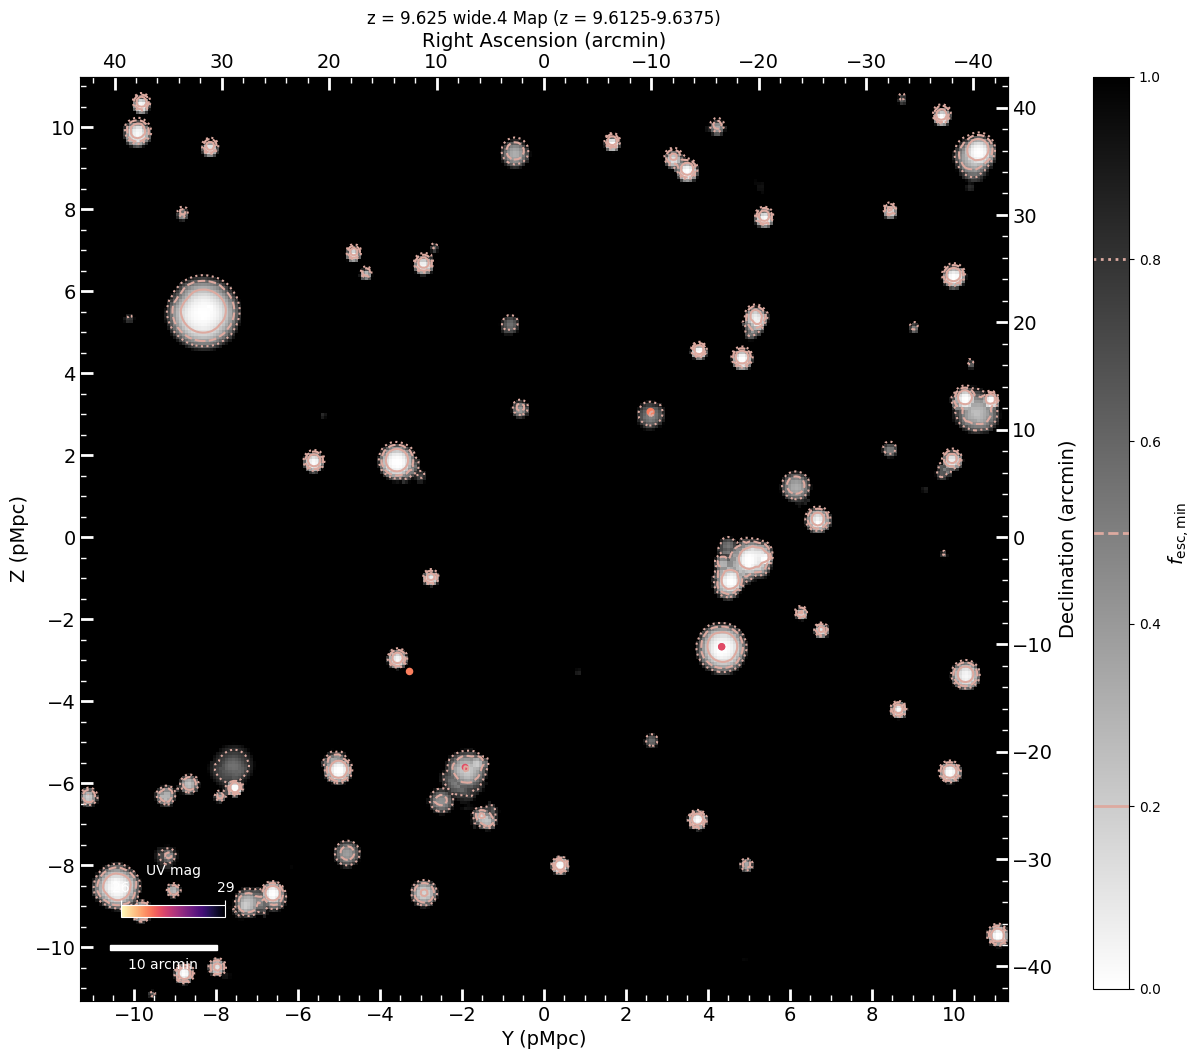 z = 9.625 wide.4 Map (z = 9.6125-9.6375)
Right Ascension (arcmin)
40 30 20 10 0 −10 −20 −30 −40
10 8 6 4 2 0 −2 −4 −6 −8 −10
Z (pMpc)
40 30 20 10 0 −10 −20 −30 −40
Declination (arcmin)
1.0
0.8
0.6
0.4
0.2
0.0
fesc,min
UV mag
29
10 arcmin
−10 −8 −6 −4 −2 0 2 4 6 8 10
Y (pMpc)